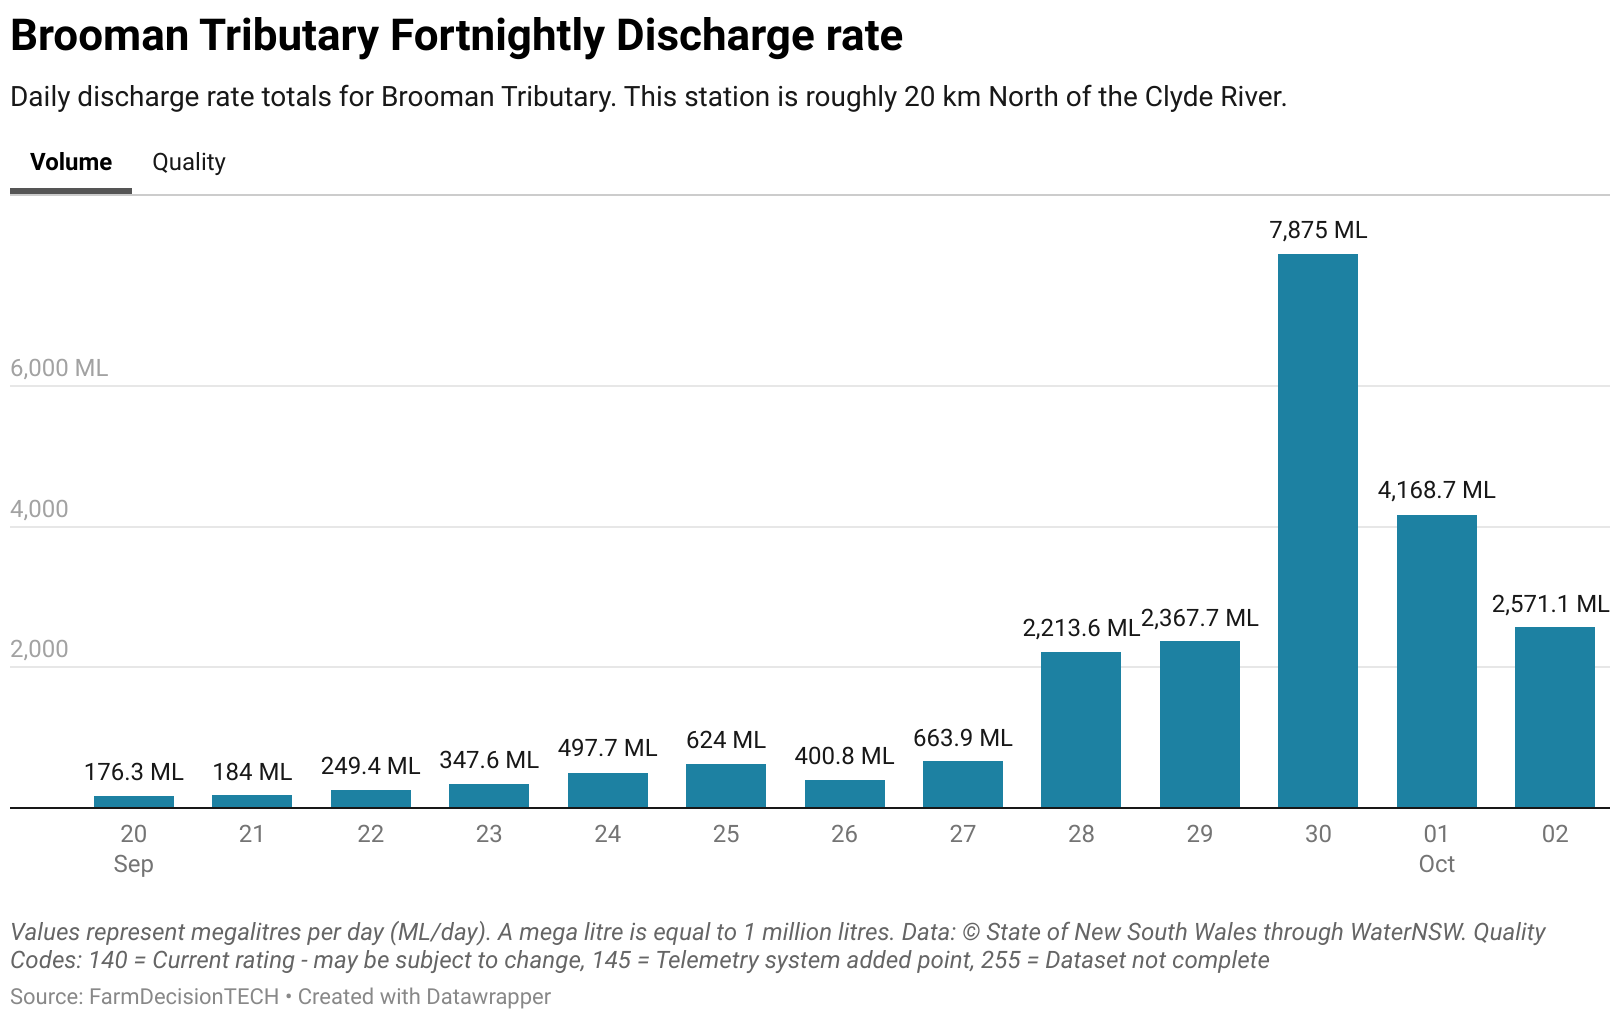 Brooman Tributary Fortnightly Discharge rate
Daily discharge rate totals for Brooman Tributary. This station is roughly 20 km North of the Clyde River.
Volume Quality
7,875 ML
6,000 ML
4,168.7 ML
4,000
2,571.1 ML
2,213.6 ML 2,367.7 ML
2,000
176.3 ML 184 ML 249.4 ML 347.6 ML 497.7 ML 624 ML 400.8 ML 663.9 ML
20 21 22 23 24 25 26 27 28 29 30 01 02
Sep Oct
Values represent megalitres per day (ML/day). A mega litre is equal to 1 million litres. Data: © State of New South Wales through WaterNSW. Quality
Codes: 140 = Current rating - may be subject to change, 145 = Telemetry system added point, 255 = Dataset not complete
Source: FarmDecisionTECH • Created with Datawrapper